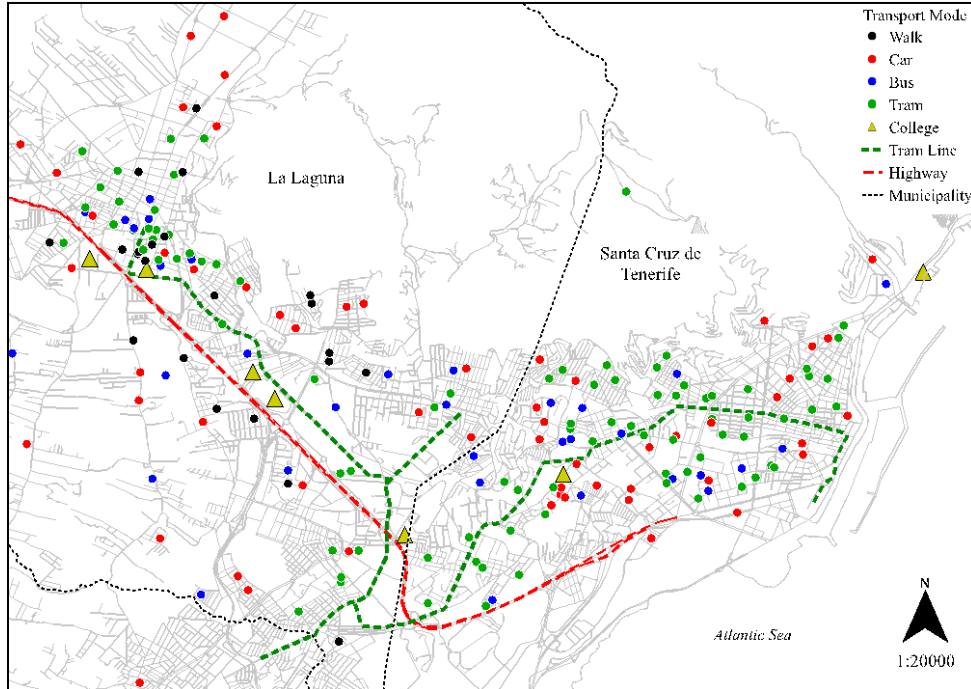 Transport Mode
Walk
Car
Bus
Tram
College
Tram Line
Highway
Municipality
La Laguna
Santa Cruz de
Tenerife
Atlantic Sea
N
1:20000